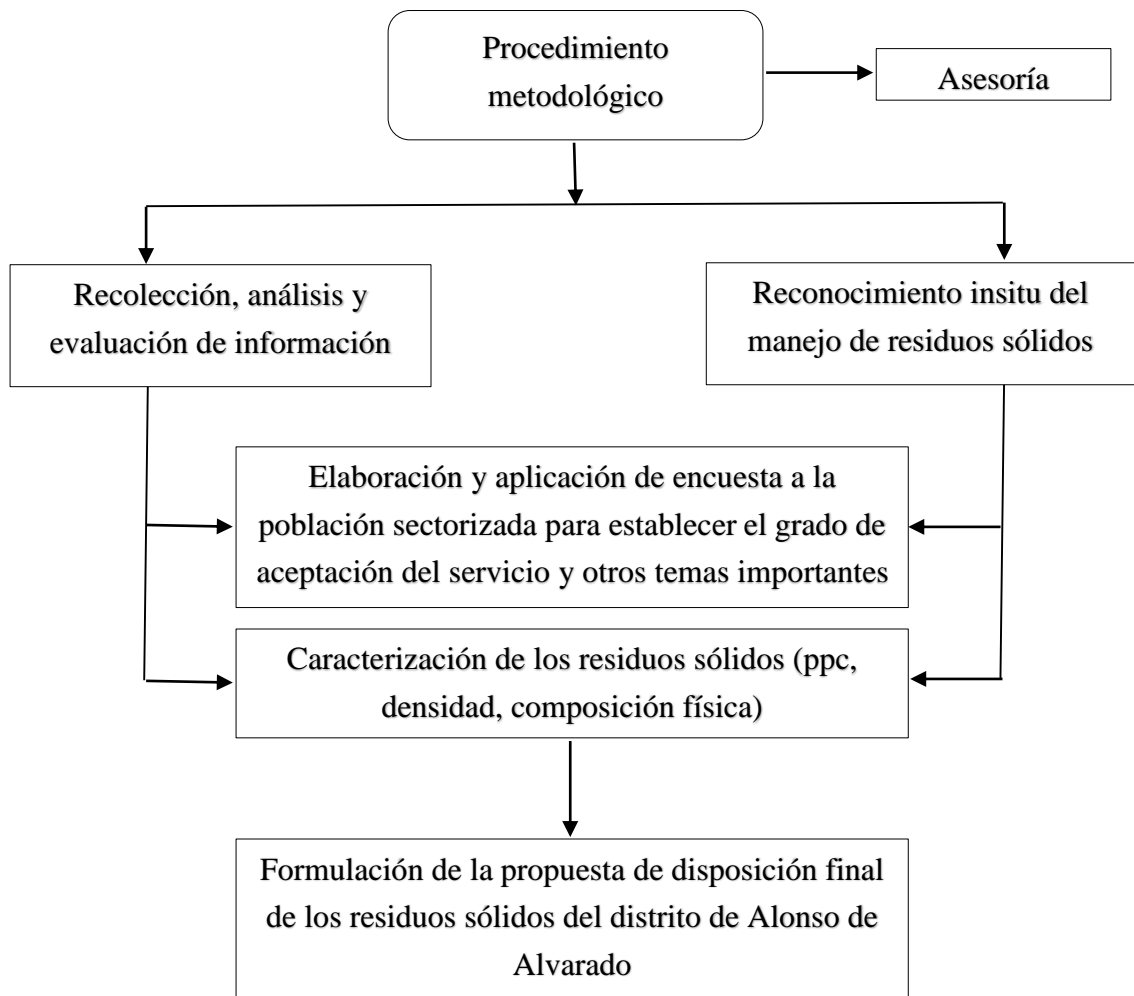 Procedimiento
metodológico
Asesoría
Recolección, análisis y
evaluación de información
Reconocimiento insitu del
manejo de residuos sólidos
Elaboración y aplicación de encuesta a la
población sectorizada para establecer el grado de
aceptación del servicio y otros temas importantes
Caracterización de los residuos sólidos (ppc,
densidad, composición física)
Formulación de la propuesta de disposición final
de los residuos sólidos del distrito de Alonso de
Alvarado